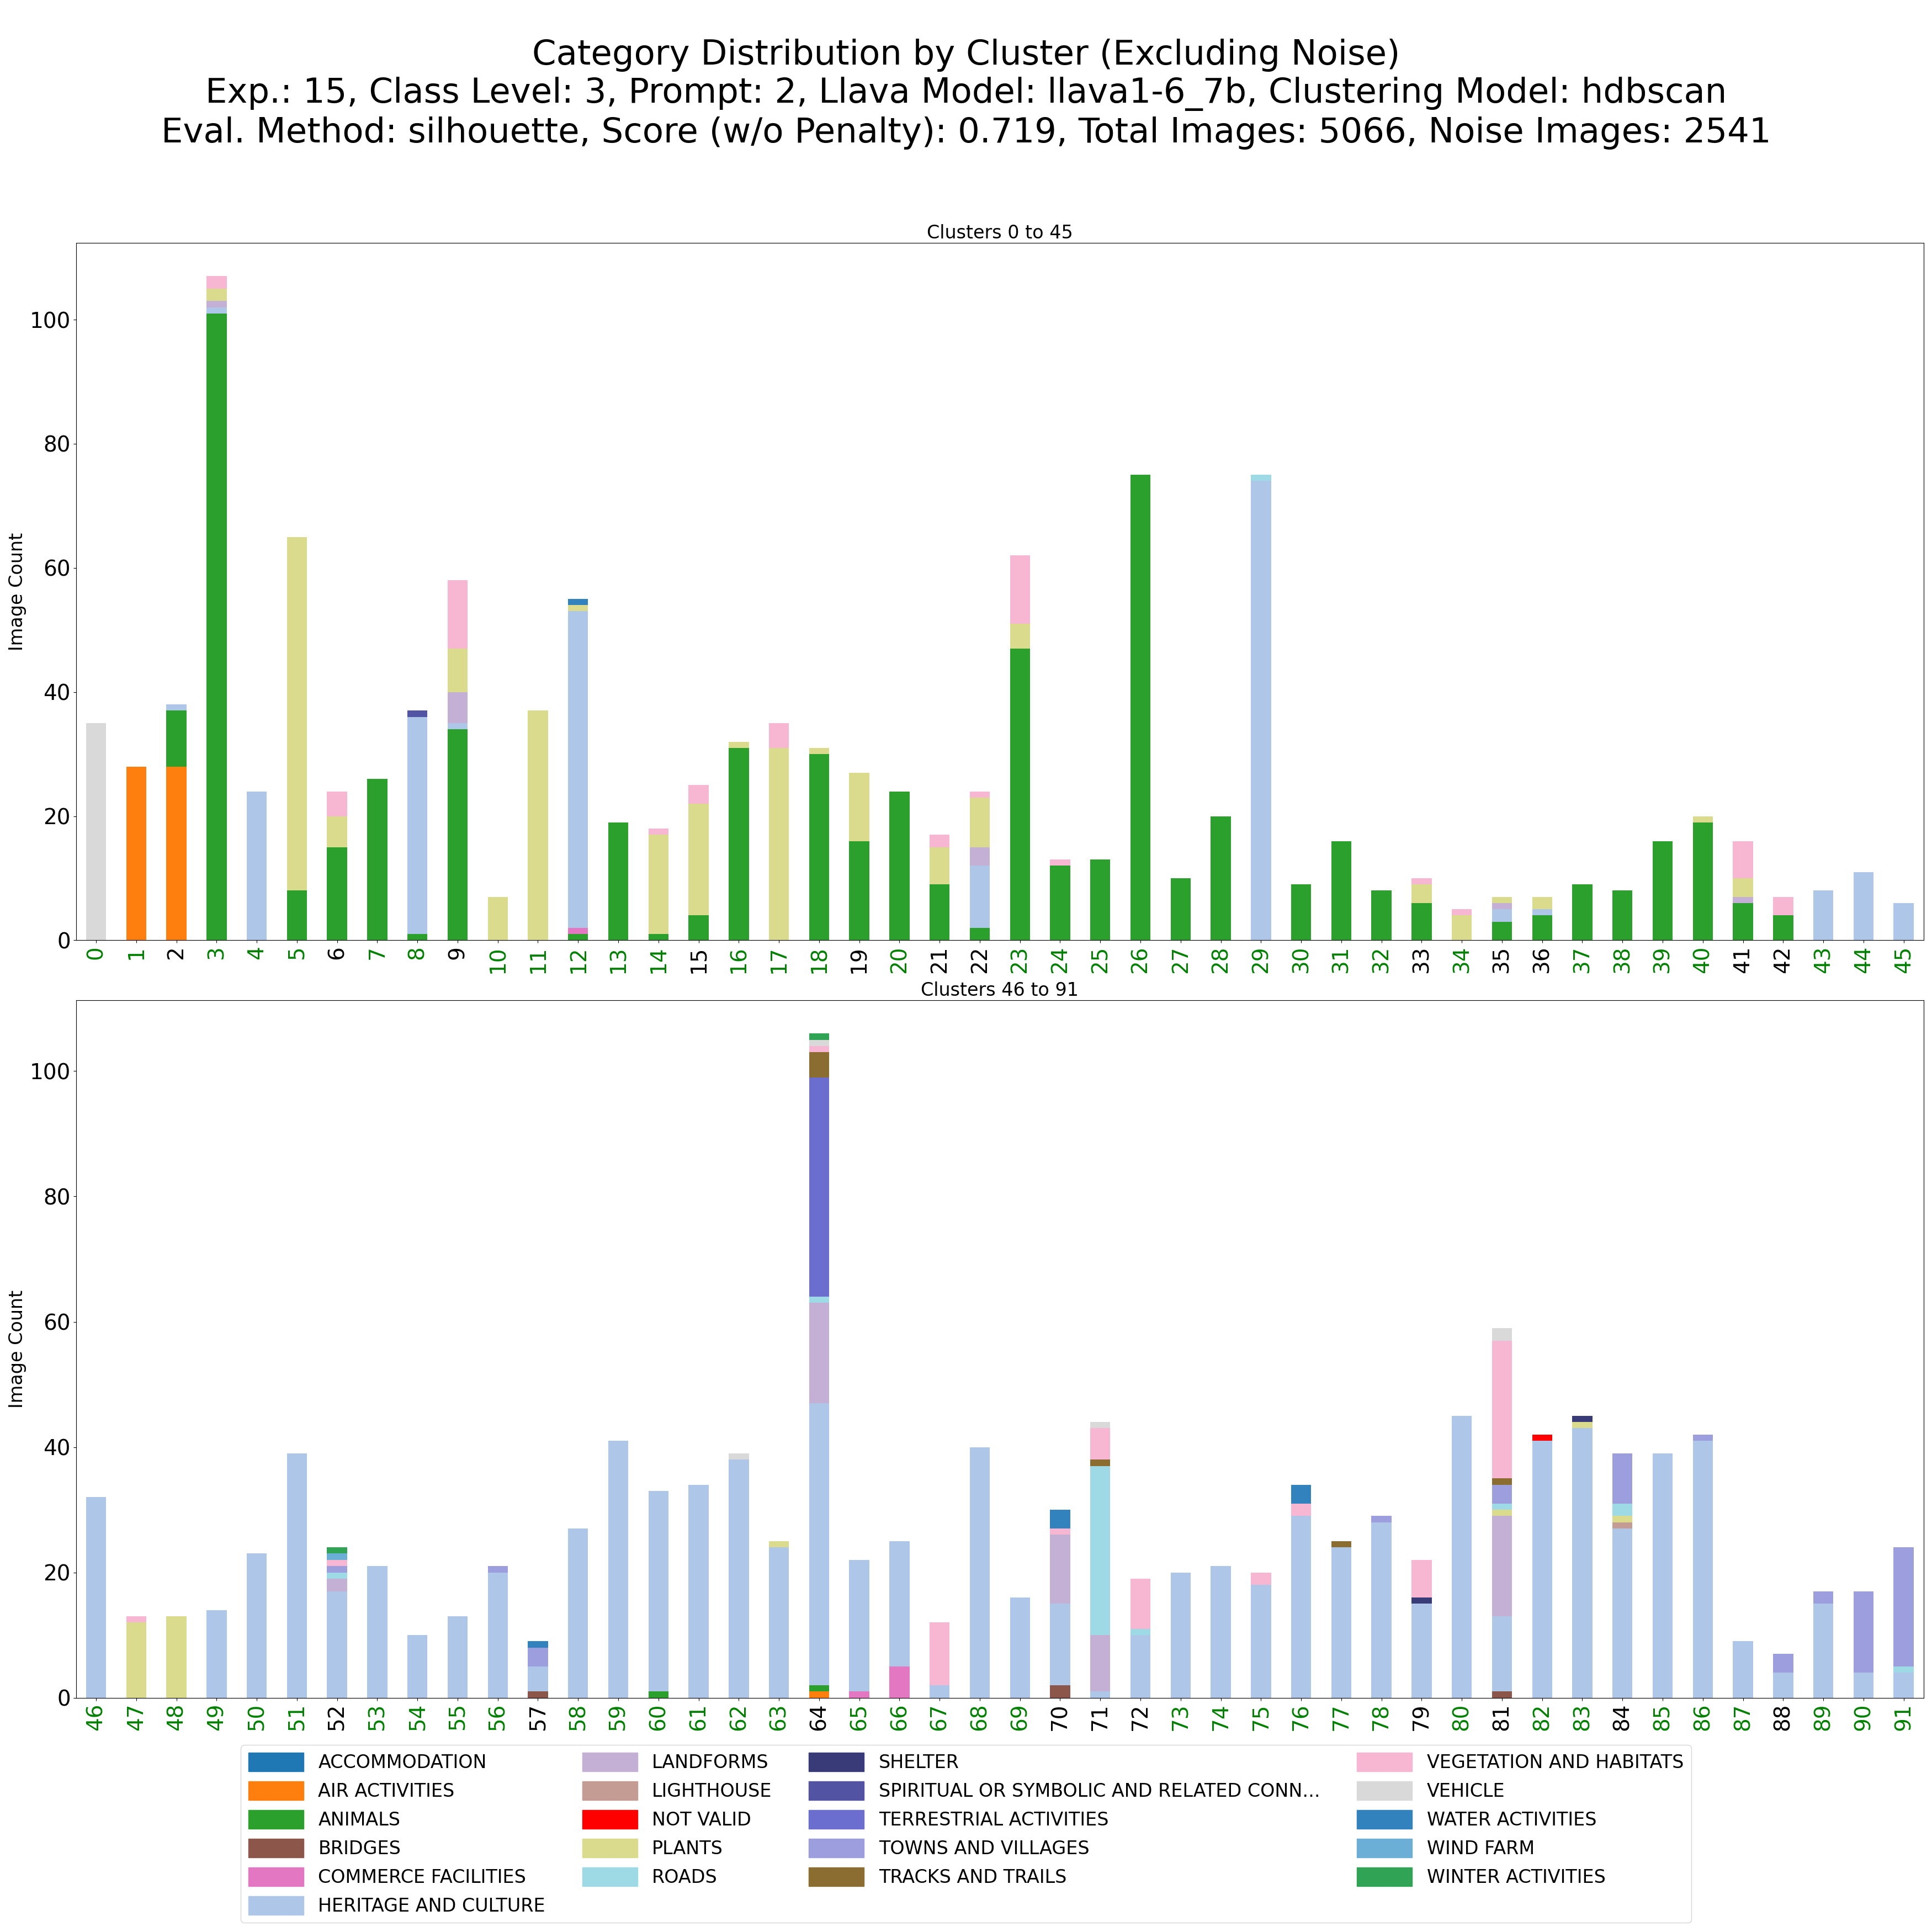 Category Distribution by Cluster (Excluding Noise)
Exp.: 15, Class Level: 3, Prompt: 2, Llava Model: llava1-6_7b, Clustering Model: hdbscan
Eval. Method: silhouette, Score (w/o Penalty): 0.719, Total Images: 5066, Noise Images: 2541
Clusters 0 to 45
Image Count
100
80
60
40
20
0
0 1 2 3 4 5 6 7 8 9 10 11 12 13 14 15 16 17 18 19 20 21 22 23 24 25 26 27 28 29 30 31 32 33 34 35 36 37 38 39 40 41 42 43 44 45
Clusters 46 to 91
Image Count
100
80
60
40
20
0
46 47 48 49 50 51 52 53 54 55 56 57 58 59 60 61 62 63 64 65 66 67 68 69 70 71 72 73 74 75 76 77 78 79 80 81 82 83 84 85 86 87 88 89 90 91
ACCOMMODATION
AIR ACTIVITIES
ANIMALS
BRIDGES
COMMERCE FACILITIES
HERITAGE AND CULTURE
LANDFORMS
LIGHTHOUSE
NOT VALID
PLANTS
ROADS
SHELTER
SPIRITUAL OR SYMBOLIC AND RELATED CONN...
TERRESTRIAL ACTIVITIES
TOWNS AND VILLAGES
TRACKS AND TRAILS
VEGETATION AND HABITATS
VEHICLE
WATER ACTIVITIES
WIND FARM
WINTER ACTIVITIES